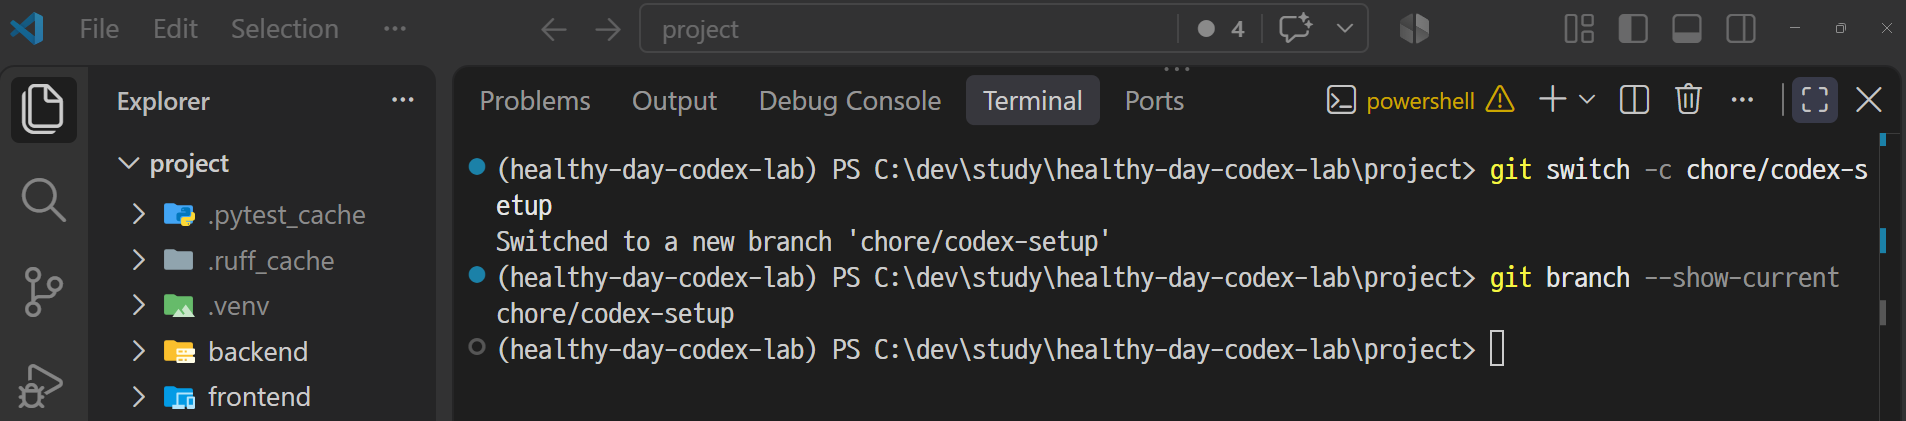 File Edit Selection ···
project
4
Explorer ···
Problems Output Debug Console Terminal Ports
powershell
project
.pytest_cache
.ruff_cache
.venv
backend
frontend
(healthy-day-codex-lab) PS C:\dev\study\healthy-day-codex-lab\project> git switch -c chore/codex-s
etup
Switched to a new branch 'chore/codex-setup'
(healthy-day-codex-lab) PS C:\dev\study\healthy-day-codex-lab\project> git branch --show-current
chore/codex-setup
(healthy-day-codex-lab) PS C:\dev\study\healthy-day-codex-lab\project>